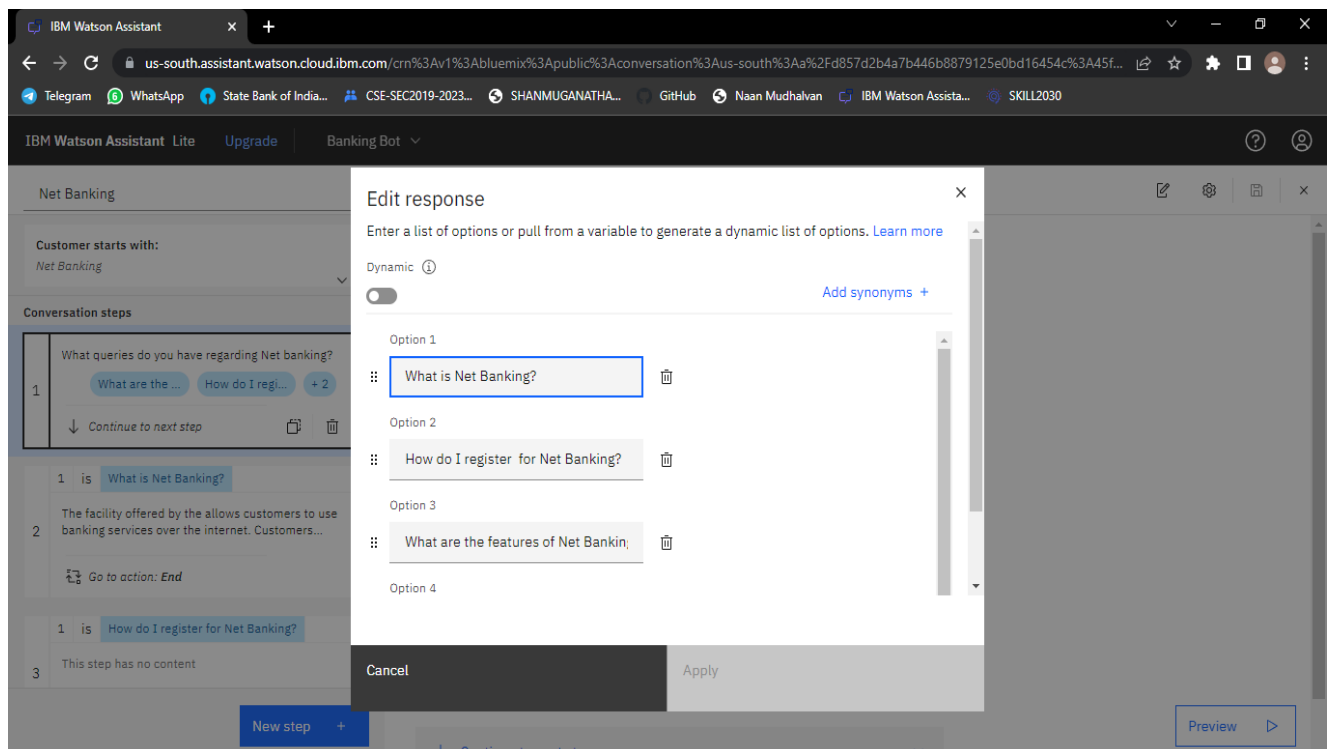 IBM Watson Assistant
us-south.assistant.watson.cloud.ibm.com/crn%3Av1%3Abluemix%3Apublic%3Aconversation%3Aus-south%3Aa%2Fd857d2b4a7b446b8879125e0bd16454c%3A45f...
Telegram WhatsApp State Bank of India... CSE-SEC2019-2023... SHANMUGANATHA... GitHub Naan Mudhalvan IBM Watson Assista... SKILL2030
IBM Watson Assistant Lite Upgrade Banking Bot
Net Banking
Customer starts with:
Net Banking
Conversation steps
1
What queries do you have regarding Net banking?
What are the ... How do I regi... + 2
Continue to next step
1 is What is Net Banking?
2
The facility offered by the allows customers to use
banking services over the internet. Customers...
Go to action: End
1 is How do I register for Net Banking?
3
This step has no content
New step +
Edit response
Enter a list of options or pull from a variable to generate a dynamic list of options. Learn more
Dynamic
Add synonyms +
Option 1
What is Net Banking?
Option 2
How do I register  for Net Banking?
Option 3
What are the features of Net Bankin
Option 4
Cancel
Apply
Preview